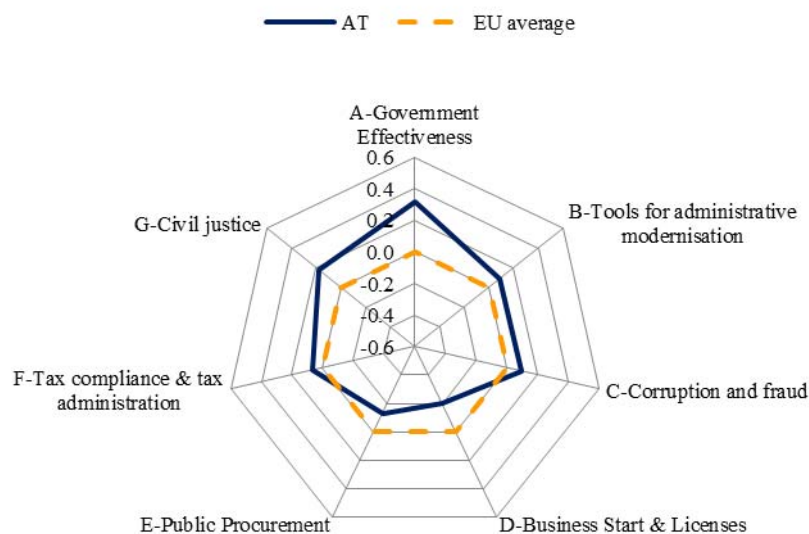 AT
EU average
A-Government
Effectiveness
0.6
0.4
0.2
0.0
-0.2
-0.4
-0.6
G-Civil justice
B-Tools for administrative
modernisation
F-Tax compliance & tax
administration
C-Corruption and fraud
E-Public Procurement
D-Business Start & Licenses